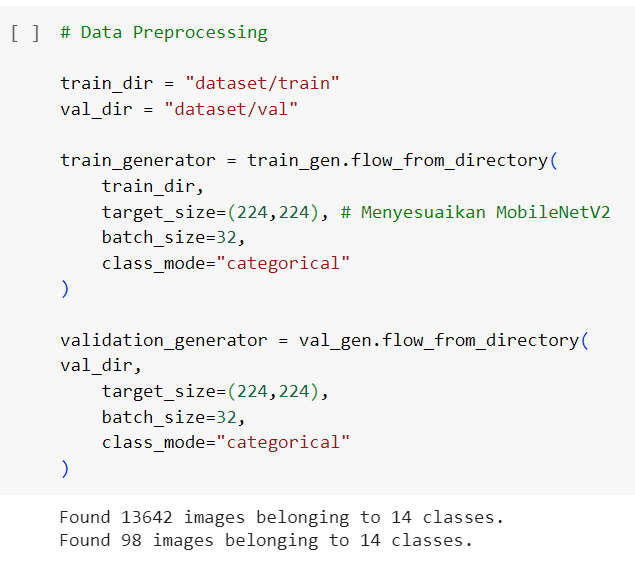 [ ] # Data Preprocessing
train_dir = "dataset/train"
val_dir = "dataset/val"
train_generator = train_gen.flow_from_directory(
    train_dir,
    target_size=(224,224), # Menyesuaikan MobileNetV2
    batch_size=32,
    class_mode="categorical"
)
validation_generator = val_gen.flow_from_directory(
val_dir,
    target_size=(224,224),
    batch_size=32,
    class_mode="categorical"
)
Found 13642 images belonging to 14 classes.
Found 98 images belonging to 14 classes.